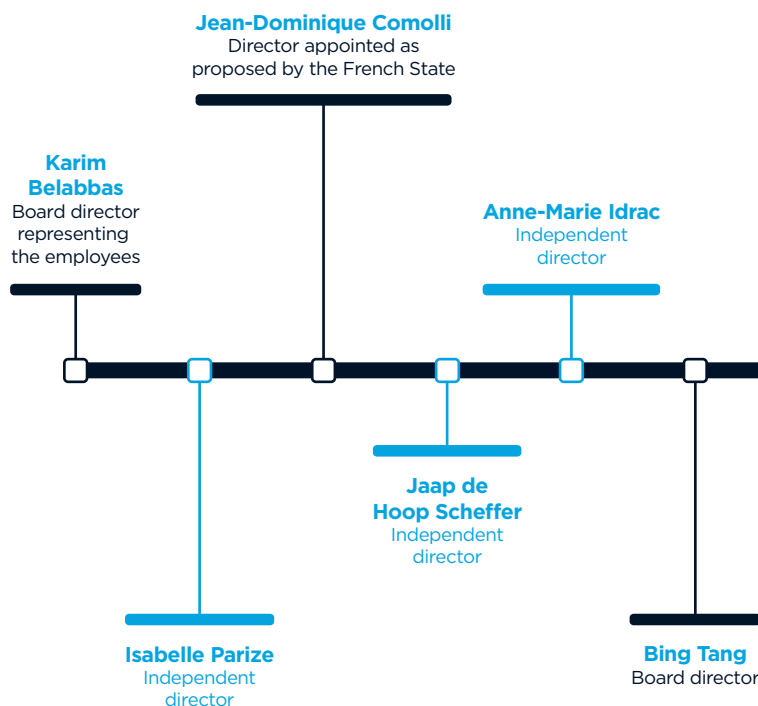 Jean-Dominique Comolli
Director appointed as
proposed by the French State
Karim
Belabbas
Board director
representing
the employees
Anne-Marie Idrac
Independent
director
Jaap de
Hoop Scheffer
Independent
director
Isabelle Parize
Independent
director
Bing Tang
Board director